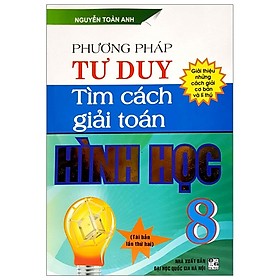 NGUYỄN TOÀN ANH
PHƯƠNG PHÁP
TƯ DUY
Tìm cách
giải toán
Giới thiệu
những
cách giải
cơ bản
và lí thú
HÌNH HỌC
8
(Tái bản
lần thứ hai)
NHÀ XUẤT BẢN
ĐẠI HỌC QUỐC GIA HÀ NỘI